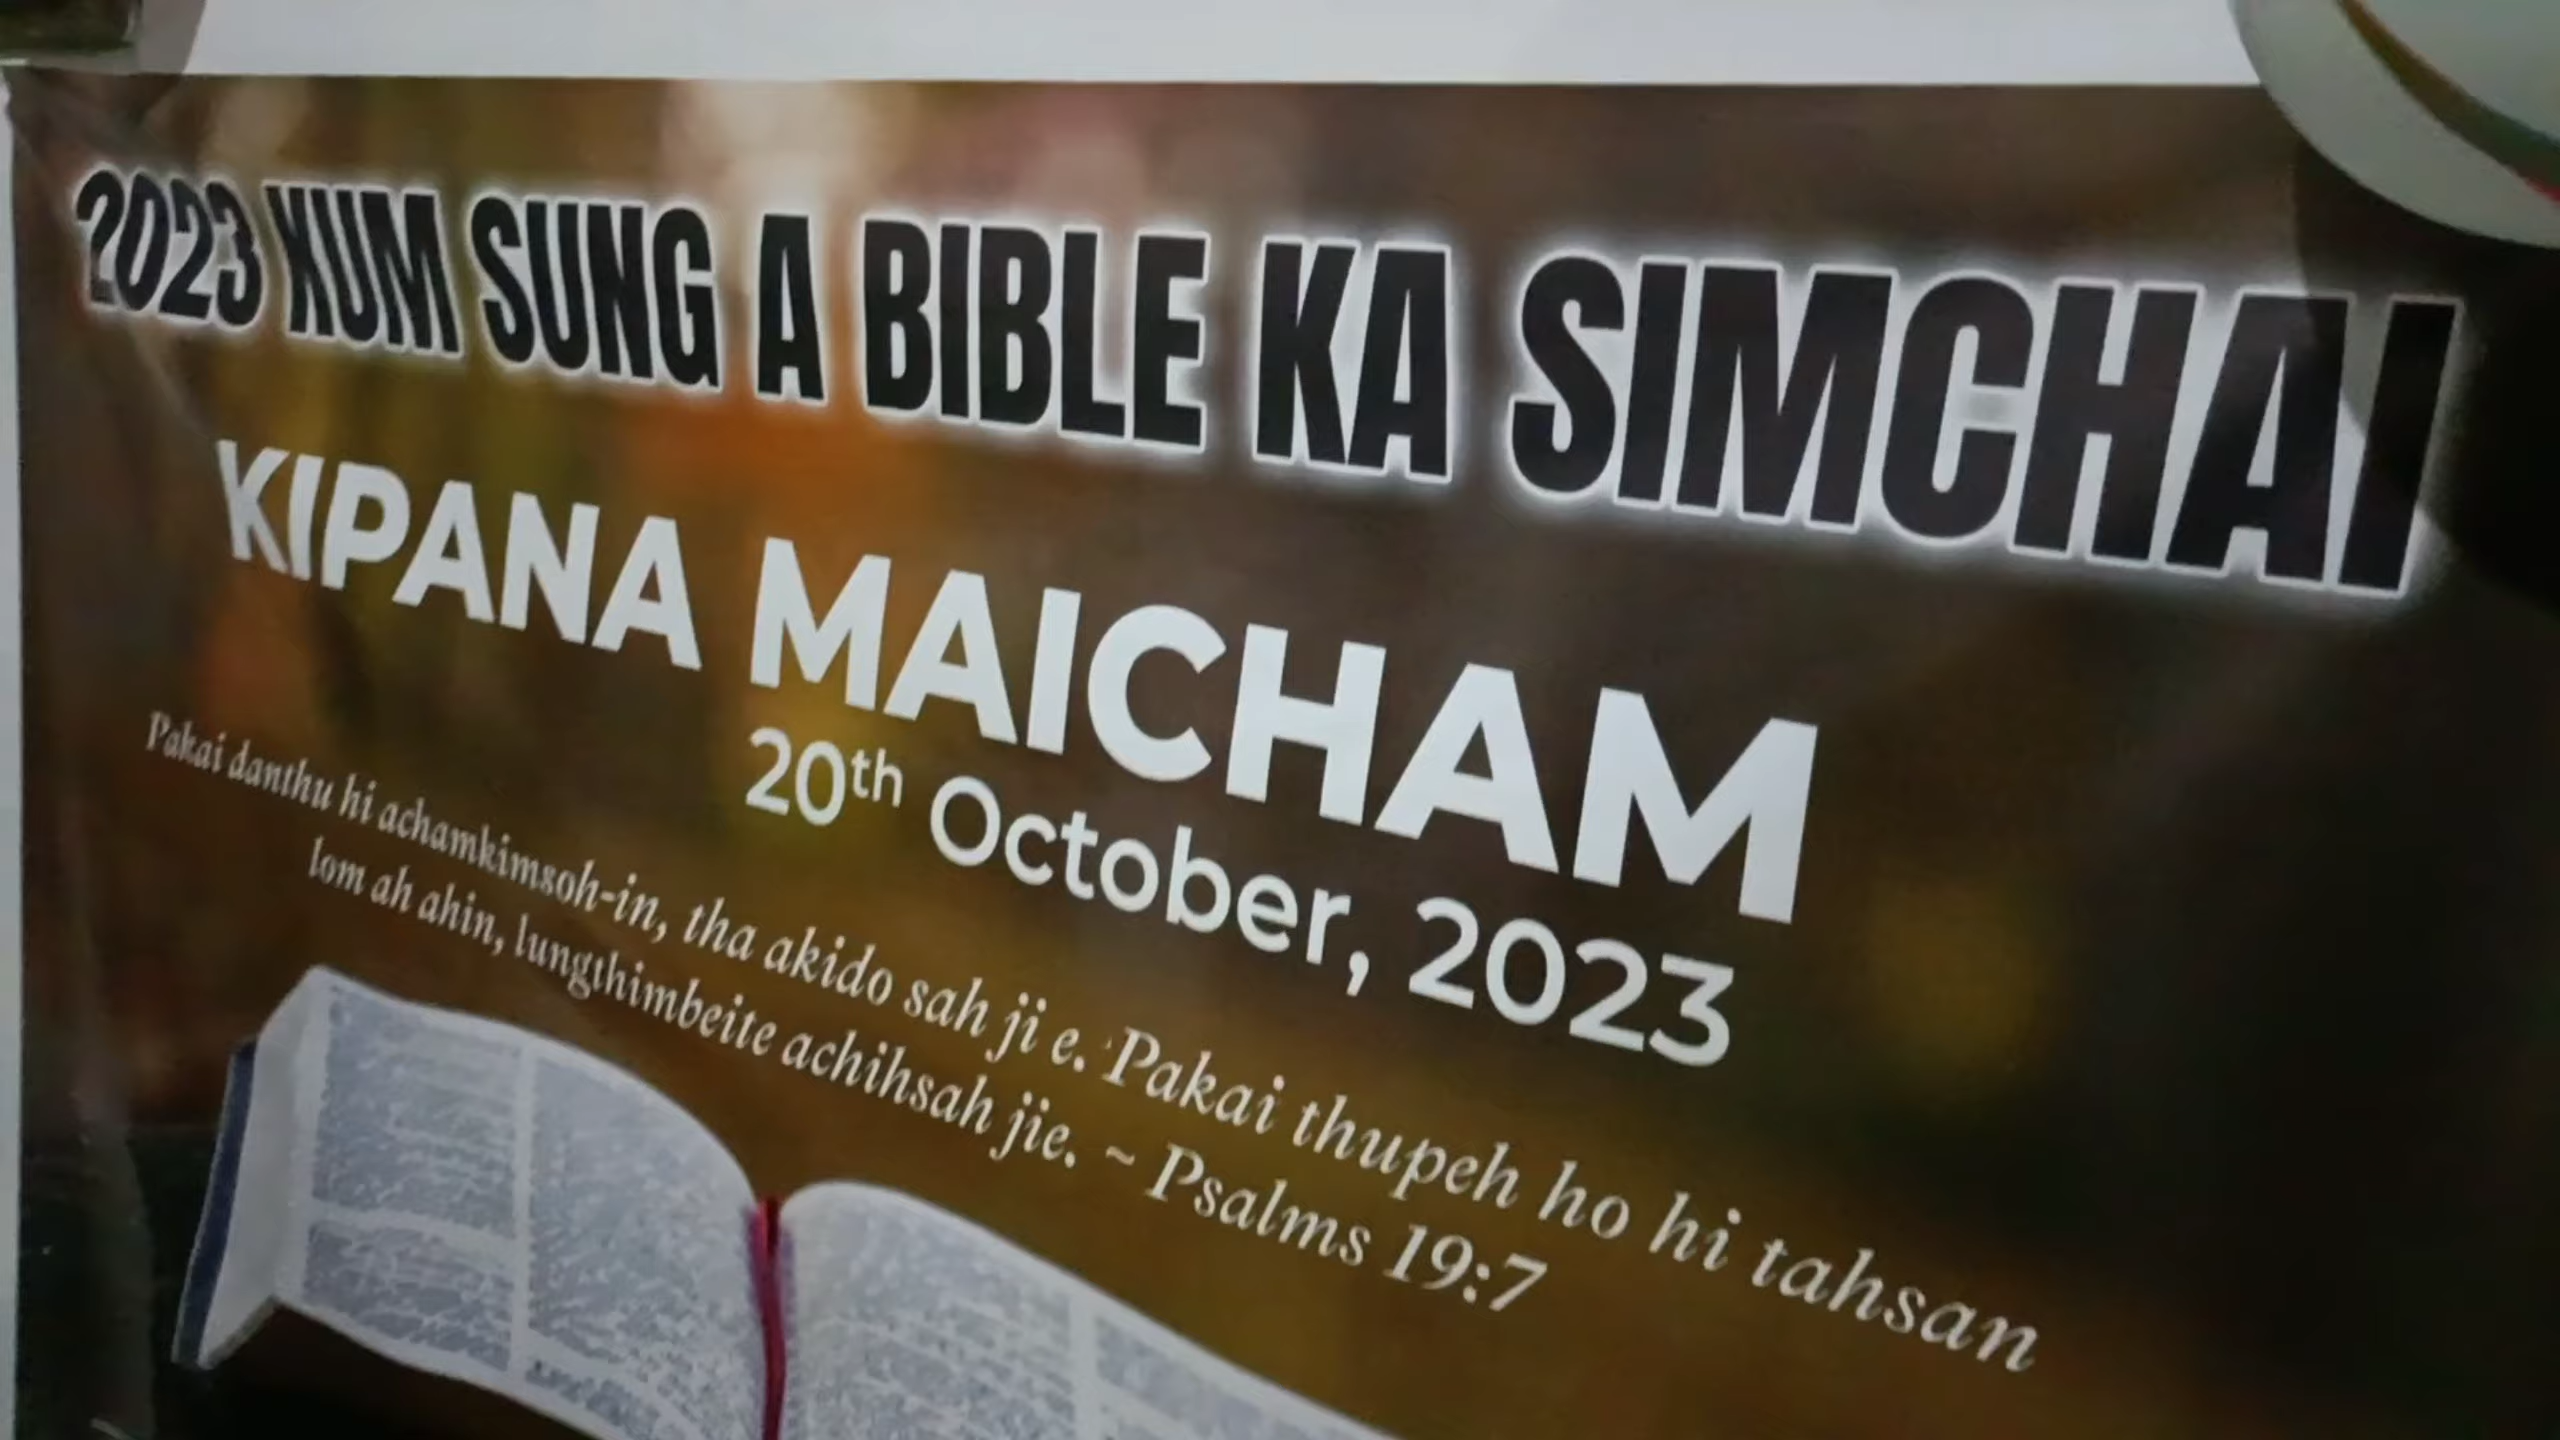 2023 KUM SUNG A BIBLE KA SIMCHAI
KIPANA MAICHAM
20th October, 2023
Pakai danthu hi achamkimsoh-in, tha akido sah ji e. Pakai thupeh ho hi tahsan
lom ah ahin, lungthimbeite achihsah jie. ~ Psalms 19:7